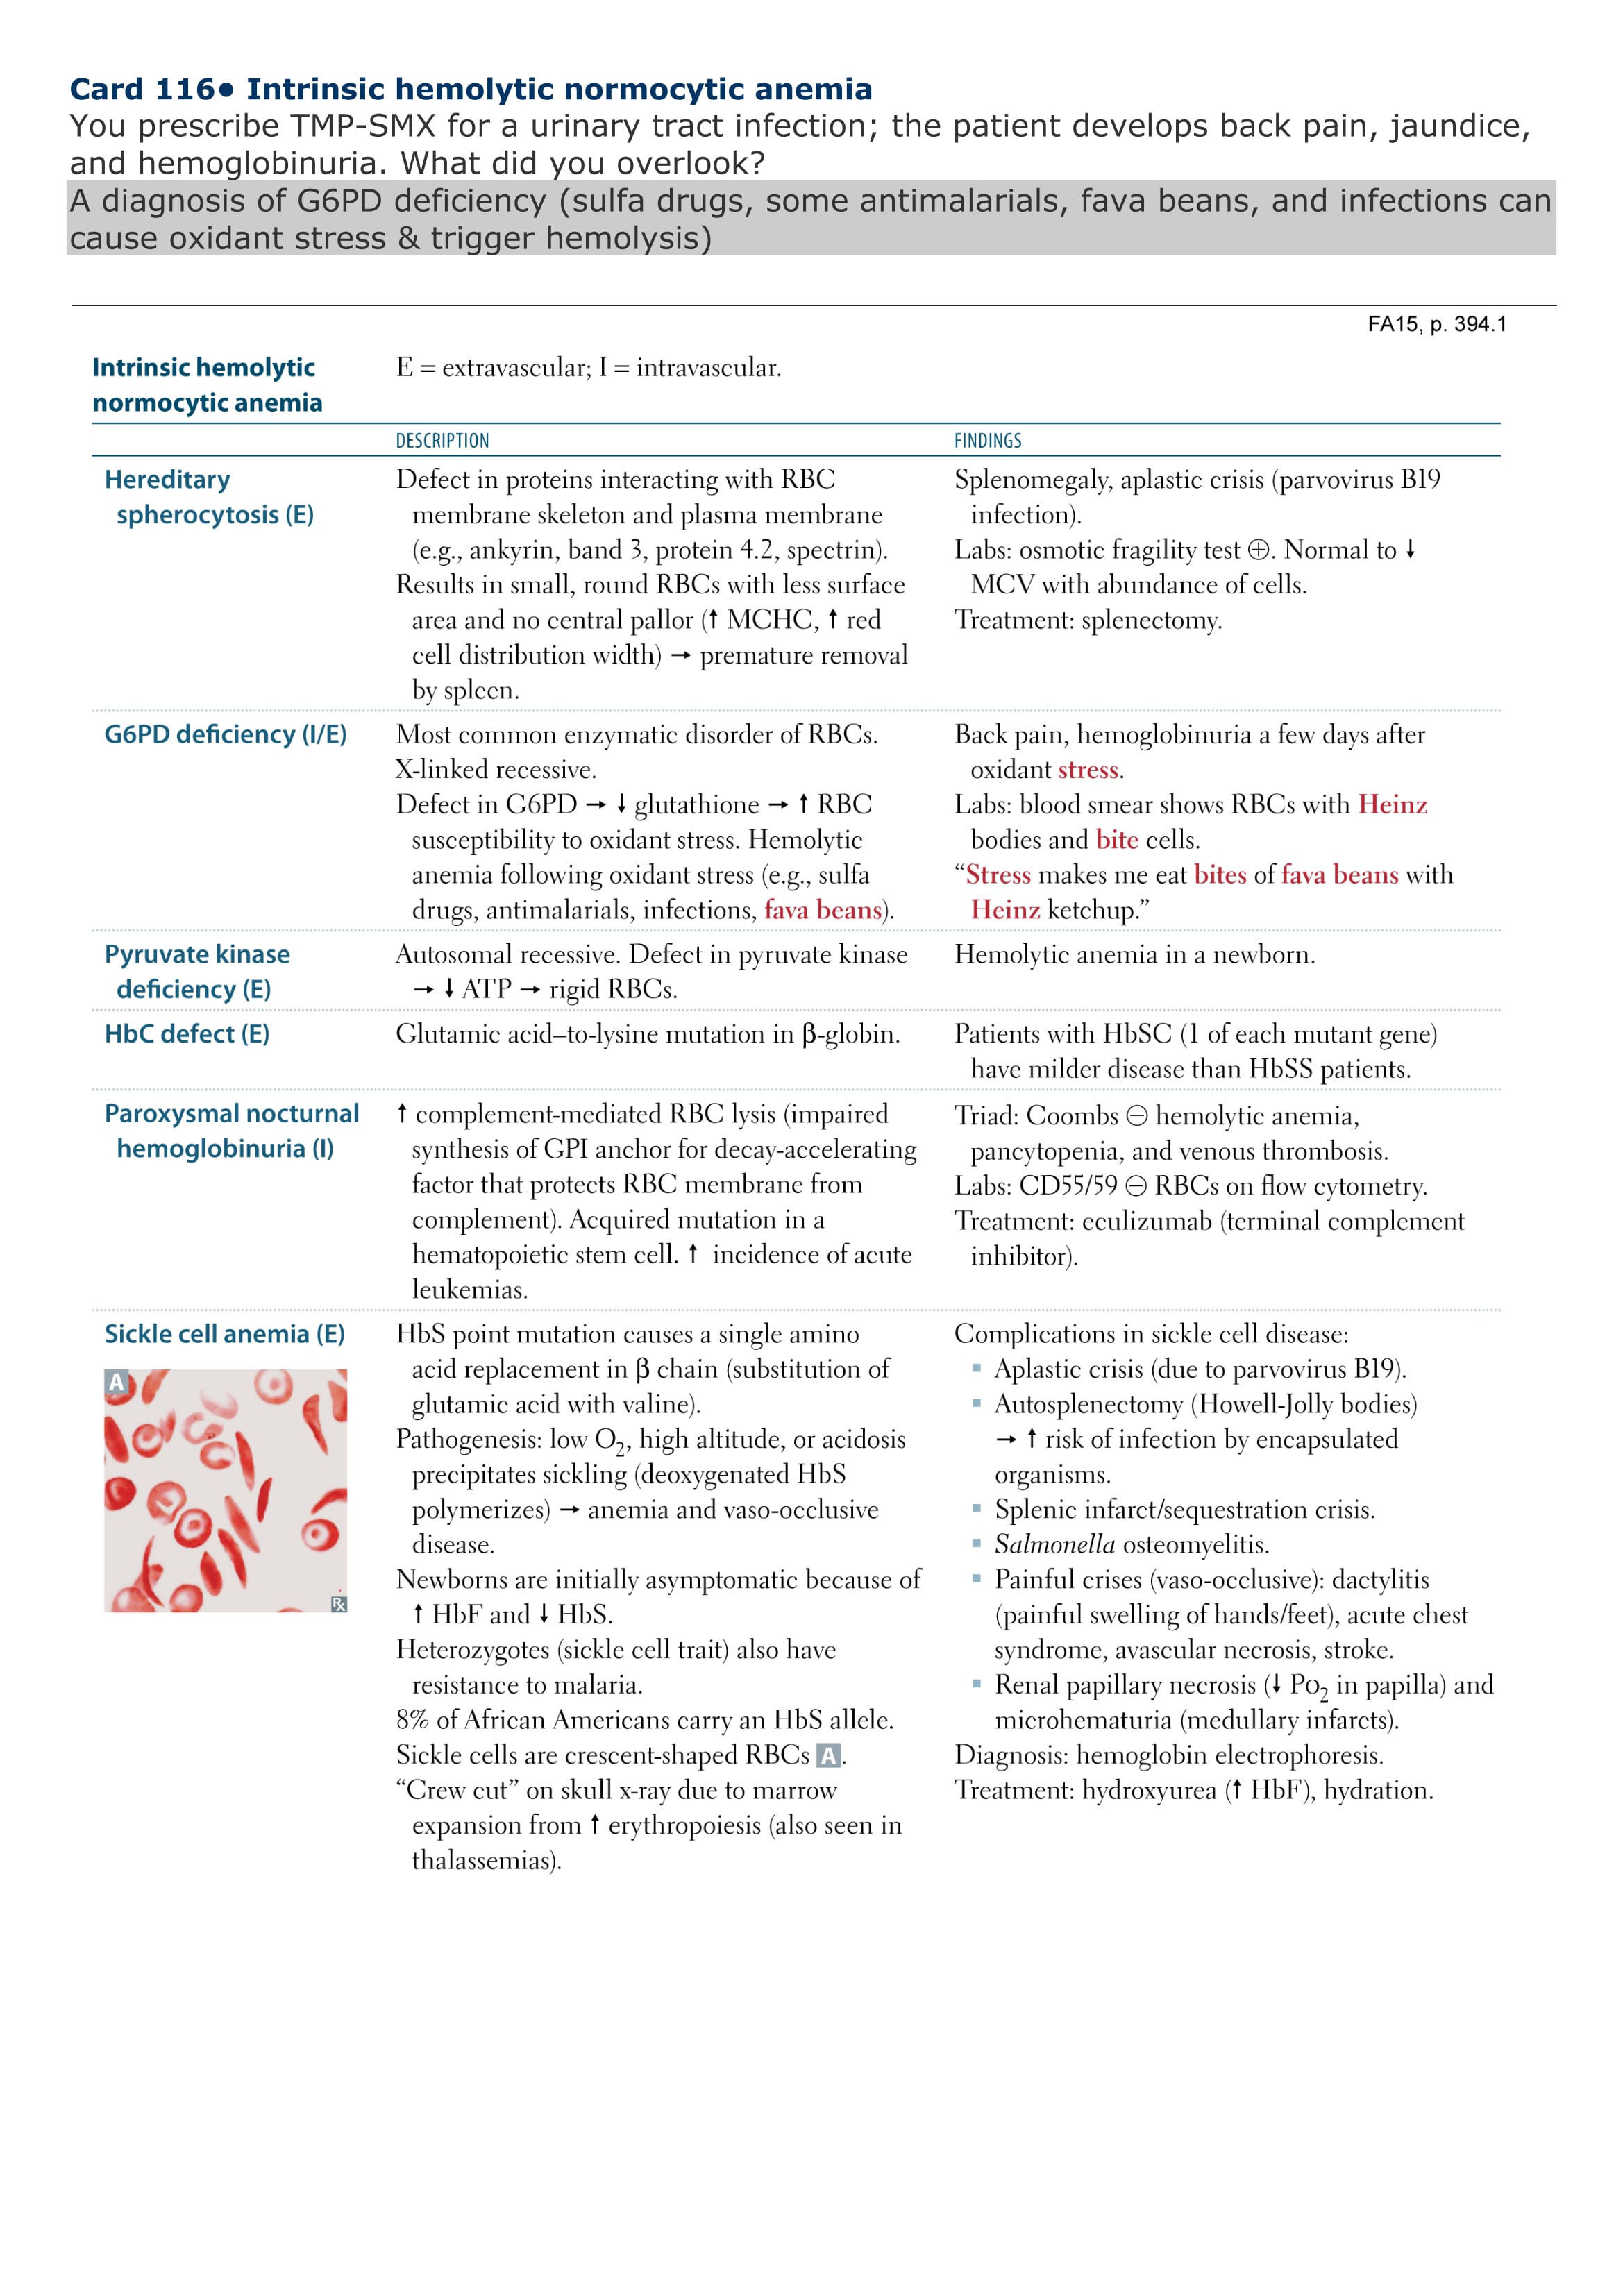 Card 116• Intrinsic hemolytic normocytic anemia
You prescribe TMP-SMX for a urinary tract infection; the patient develops back pain, jaundice,
and hemoglobinuria. What did you overlook?
A diagnosis of G6PD deficiency (sulfa drugs, some antimalarials, fava beans, and infections can
cause oxidant stress & trigger hemolysis)
FA15, p. 394.1
Intrinsic hemolytic
normocytic anemia
E = extravascular; I = intravascular.
DESCRIPTION
FINDINGS
Hereditary
spherocytosis (E)
Defect in proteins interacting with RBC
membrane skeleton and plasma membrane
(e.g., ankyrin, band 3, protein 4.2, spectrin).
Results in small, round RBCs with less surface
area and no central pallor (↑ MCHC, ↑ red
cell distribution width) → premature removal
by spleen.
Splenomegaly, aplastic crisis (parvovirus B19
infection).
Labs: osmotic fragility test ⊕. Normal to ↓
MCV with abundance of cells.
Treatment: splenectomy.
G6PD deficiency (I/E)
Most common enzymatic disorder of RBCs.
X-linked recessive.
Defect in G6PD → ↓ glutathione → ↑ RBC
susceptibility to oxidant stress. Hemolytic
anemia following oxidant stress (e.g., sulfa
drugs, antimalarials, infections, fava beans).
Back pain, hemoglobinuria a few days after
oxidant stress.
Labs: blood smear shows RBCs with Heinz
bodies and bite cells.
“Stress makes me eat bites of fava beans with
Heinz ketchup.”
Pyruvate kinase
deficiency (E)
Autosomal recessive. Defect in pyruvate kinase
→ ↓ ATP → rigid RBCs.
Hemolytic anemia in a newborn.
HbC defect (E)
Glutamic acid–to-lysine mutation in β-globin.
Patients with HbSC (1 of each mutant gene)
have milder disease than HbSS patients.
Paroxysmal nocturnal
hemoglobinuria (I)
↑ complement-mediated RBC lysis (impaired
synthesis of GPI anchor for decay-accelerating
factor that protects RBC membrane from
complement). Acquired mutation in a
hematopoietic stem cell. ↑ incidence of acute
leukemias.
Triad: Coombs ⊖ hemolytic anemia,
pancytopenia, and venous thrombosis.
Labs: CD55/59 ⊖ RBCs on flow cytometry.
Treatment: eculizumab (terminal complement
inhibitor).
Sickle cell anemia (E)
A
℞
HbS point mutation causes a single amino
acid replacement in β chain (substitution of
glutamic acid with valine).
Pathogenesis: low O₂, high altitude, or acidosis
precipitates sickling (deoxygenated HbS
polymerizes) → anemia and vaso-occlusive
disease.
Newborns are initially asymptomatic because of
↑ HbF and ↓ HbS.
Heterozygotes (sickle cell trait) also have
resistance to malaria.
8% of African Americans carry an HbS allele.
Sickle cells are crescent-shaped RBCs A.
“Crew cut” on skull x-ray due to marrow
expansion from ↑ erythropoiesis (also seen in
thalassemias).
Complications in sickle cell disease:
▪ Aplastic crisis (due to parvovirus B19).
▪ Autosplenectomy (Howell-Jolly bodies)
→ ↑ risk of infection by encapsulated
organisms.
▪ Splenic infarct/sequestration crisis.
▪ Salmonella osteomyelitis.
▪ Painful crises (vaso-occlusive): dactylitis
(painful swelling of hands/feet), acute chest
syndrome, avascular necrosis, stroke.
▪ Renal papillary necrosis (↓ Po₂ in papilla) and
microhematuria (medullary infarcts).
Diagnosis: hemoglobin electrophoresis.
Treatment: hydroxyurea (↑ HbF), hydration.